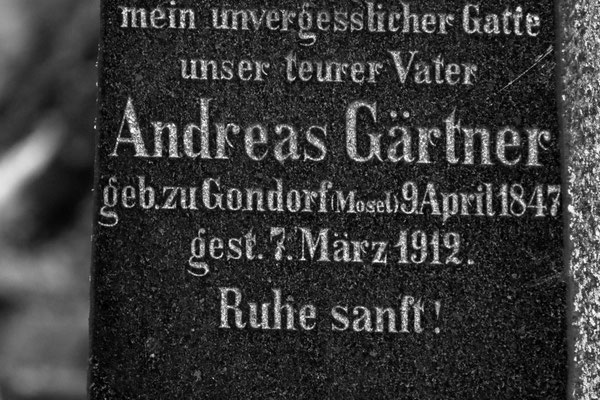 mein unvergesslicher Gatte
unser teurer Vater
Andreas Gärtner
geb. zu Gondorf (Mosel) 9. April 1847
gest. 7. März 1912.
Ruhe sanft!